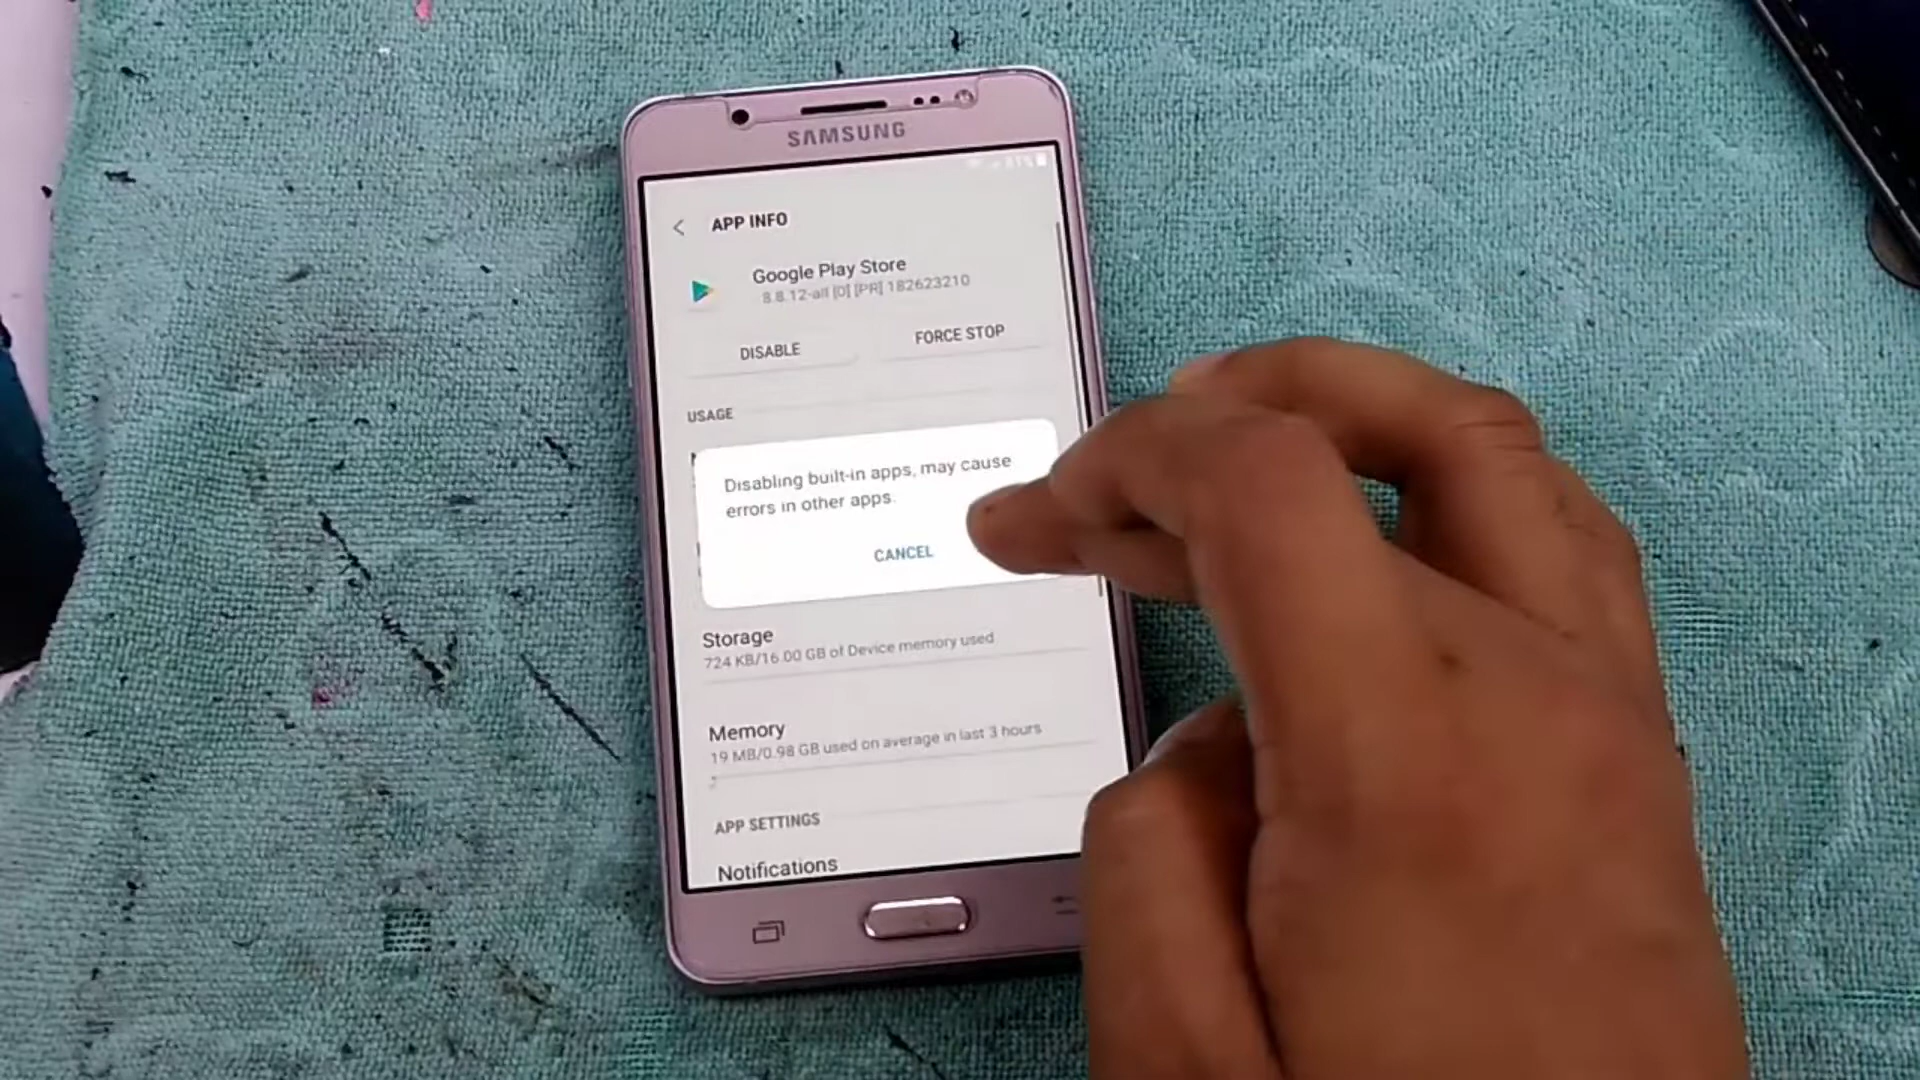 SAMSUNG
APP INFO
Google Play Store
8.8.12-all [0] [PR] 182623210
DISABLE
FORCE STOP
USAGE
Disabling built-in apps, may cause
errors in other apps.
CANCEL
Storage
724 KB/16.00 GB of Device memory used
Memory
19 MB/0.98 GB used on average in last 3 hours
APP SETTINGS
Notifications